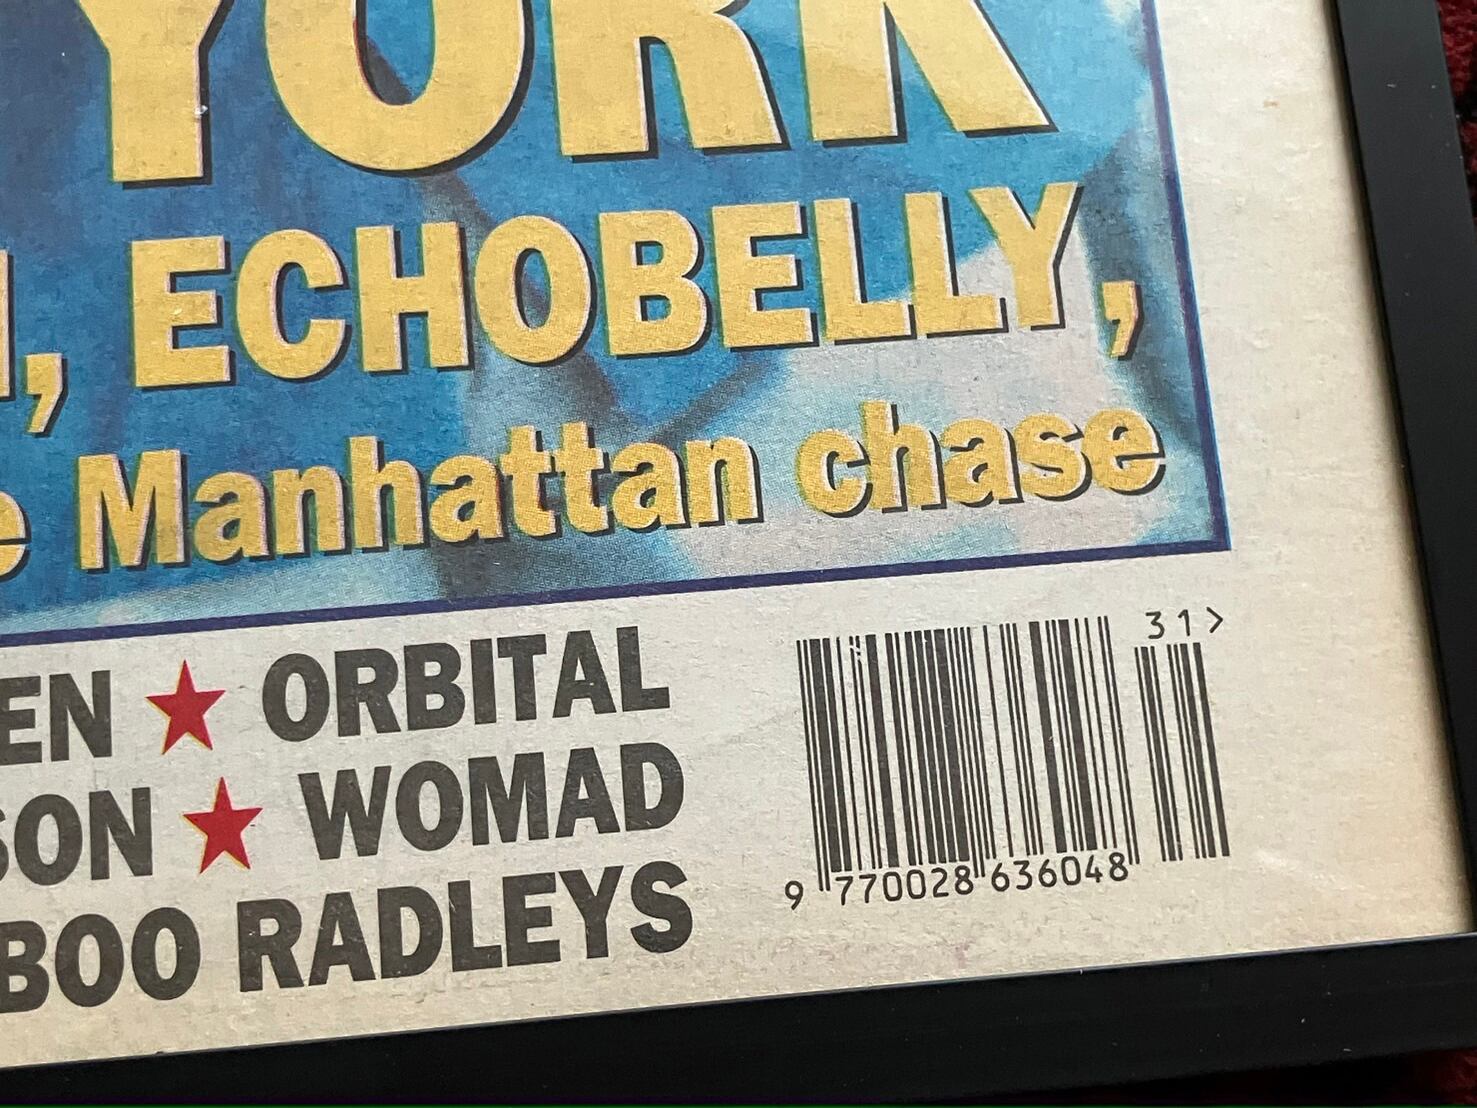 YORK
, ECHOBELLY,
Manhattan chase
EN ★ ORBITAL
SON ★ WOMAD
BOO RADLEYS
31>
9 770028 636048